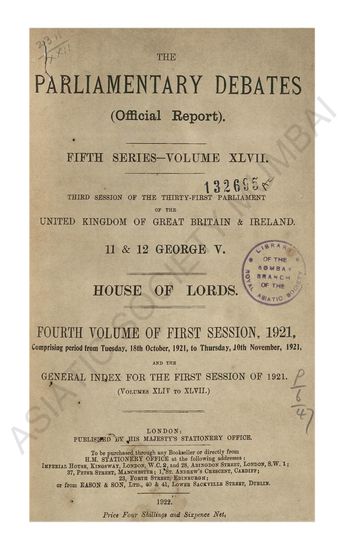 THE
PARLIAMENTARY DEBATES
(Official Report).
FIFTH SERIES—VOLUME XLVII.
132695
THIRD SESSION OF THE THIRTY-FIRST PARLIAMENT
OF THE
UNITED KINGDOM OF GREAT BRITAIN & IRELAND.
11 & 12 GEORGE V.
LIBRARY
OF THE
BOMBAY
BRANCH
OF THE
ROYAL ASIATIC SOCIETY
HOUSE OF LORDS.
FOURTH VOLUME OF FIRST SESSION, 1921,
Comprising period from Tuesday, 18th October, 1921, to Thursday, 10th November, 1921,
AND THE
GENERAL INDEX FOR THE FIRST SESSION OF 1921.
(VOLUMES XLIV TO XLVII.)
P/6
47
LONDON:
PUBLISHED BY HIS MAJESTY'S STATIONERY OFFICE.
To be purchased through any Bookseller or directly from
H.M. STATIONERY OFFICE at the following addresses:
IMPERIAL HOUSE, KINGSWAY, LONDON, W.C. 2, and 28, ABINGDON STREET, LONDON, S.W. 1;
37, PETER STREET, MANCHESTER; 1, ST. ANDREW'S CRESCENT, CARDIFF;
23, FORTH STREET, EDINBURGH;
or from EASON & SON, LTD., 40 & 41, LOWER SACKVILLE STREET, DUBLIN.
1922.
Price Four Shillings and Sixpence Net,
ASIATIC SOCIETY MUMBAI